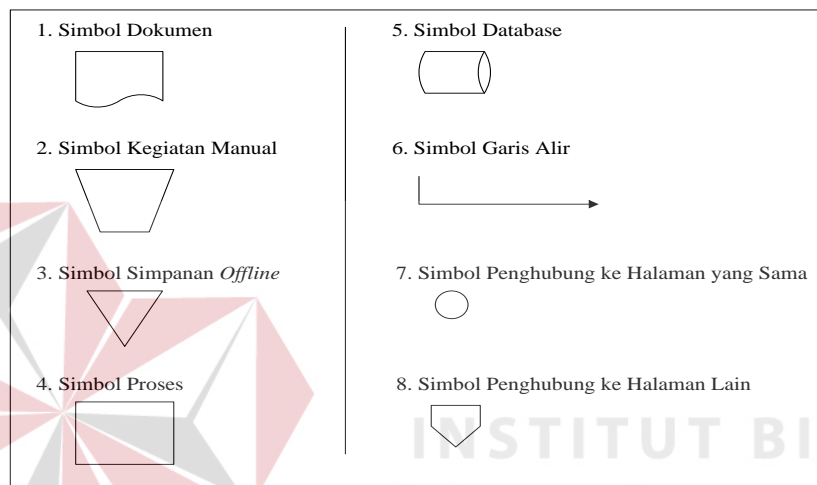 1. Simbol Dokumen
2. Simbol Kegiatan Manual
3. Simbol Simpanan Offline
4. Simbol Proses
5. Simbol Database
6. Simbol Garis Alir
7. Simbol Penghubung ke Halaman yang Sama
8. Simbol Penghubung ke Halaman Lain
INSTITUT BI